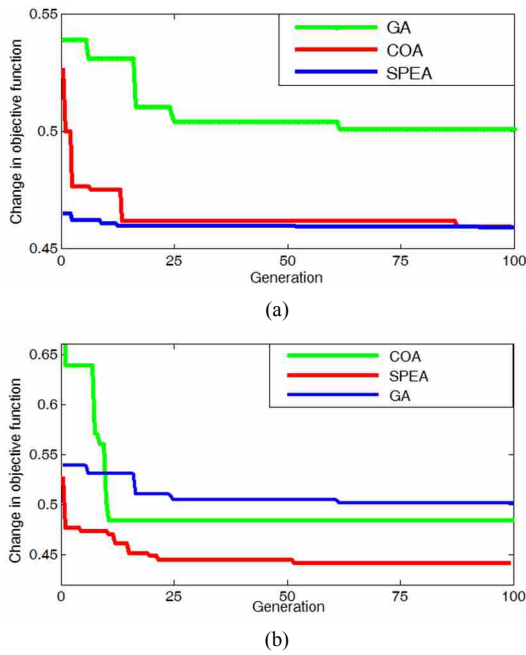 0.55
0.5
0.45
Change in objective function
GA
COA
SPEA
0
25
50
75
100
Generation
(a)
0.65
0.6
0.55
0.5
0.45
Change in objective function
COA
SPEA
GA
0
25
50
75
100
Generation
(b)